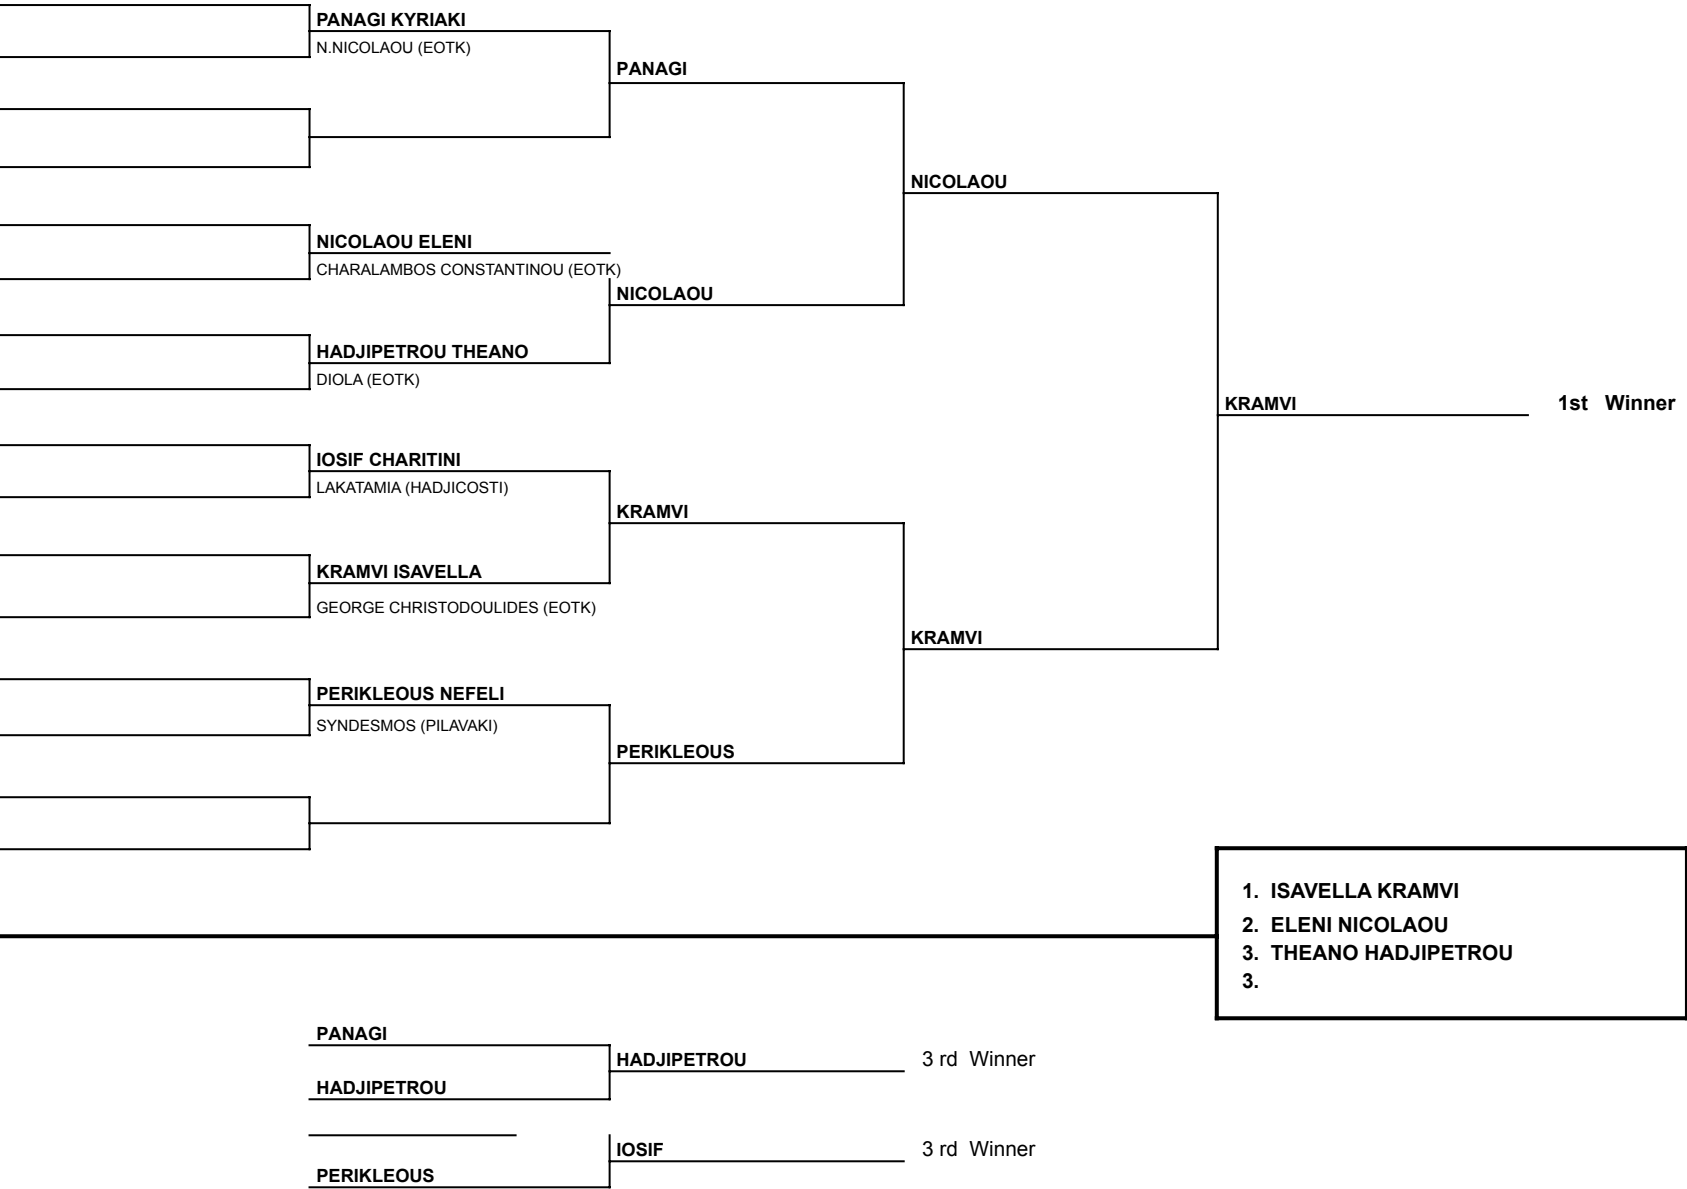 PANAGI KYRIAKI
N.NICOLAOU (EOTK)
PANAGI
NICOLAOU
NICOLAOU ELENI
CHARALAMBOS CONSTANTINOU (EOTK)
NICOLAOU
HADJIPETROU THEANO
DIOLA (EOTK)
KRAMVI
1st Winner
IOSIF CHARITINI
LAKATAMIA (HADJICOSTI)
KRAMVI
KRAMVI ISAVELLA
GEORGE CHRISTODOULIDES (EOTK)
KRAMVI
PERIKLEOUS NEFELI
SYNDESMOS (PILAVAKI)
PERIKLEOUS
1. ISAVELLA KRAMVI
2. ELENI NICOLAOU
3. THEANO HADJIPETROU
3.
PANAGI
HADJIPETROU
3 rd Winner
HADJIPETROU
IOSIF
3 rd Winner
PERIKLEOUS